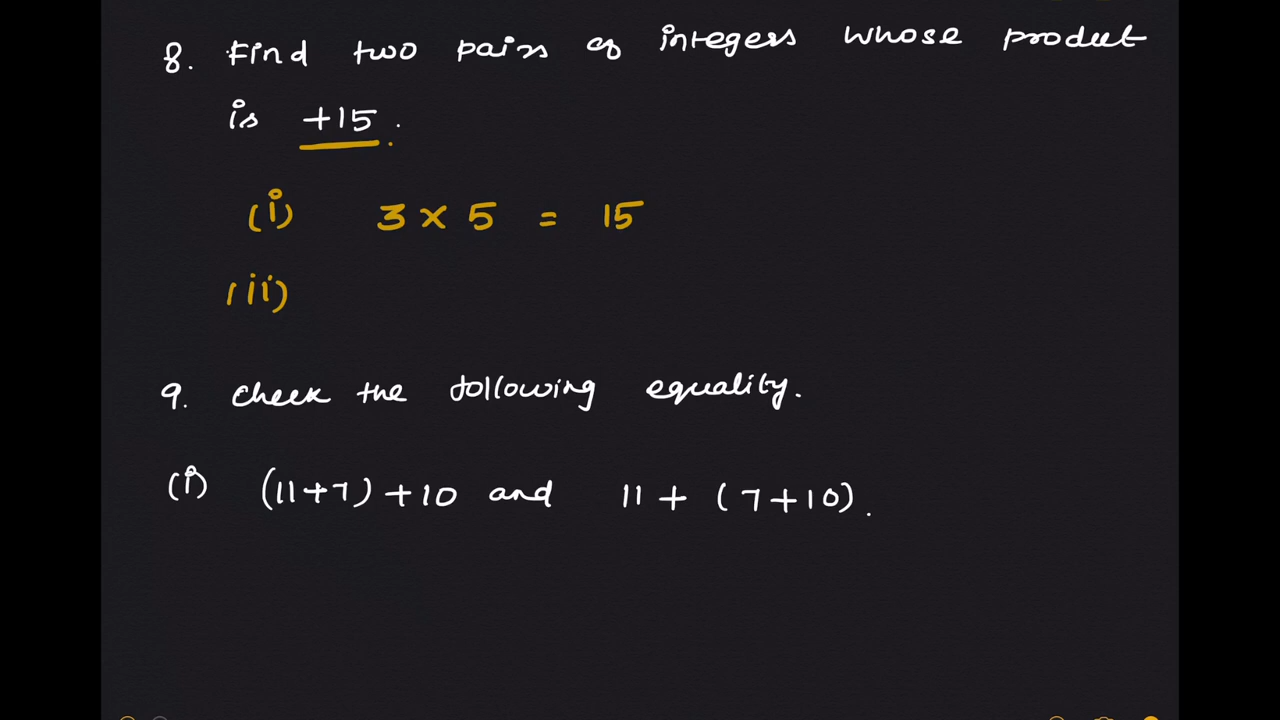 8. Find two pairs of integers whose product
is +15.
(i) 3 × 5 = 15
(ii)
9. Check the following equality.
(i) (11+7)+10 and 11+(7+10).